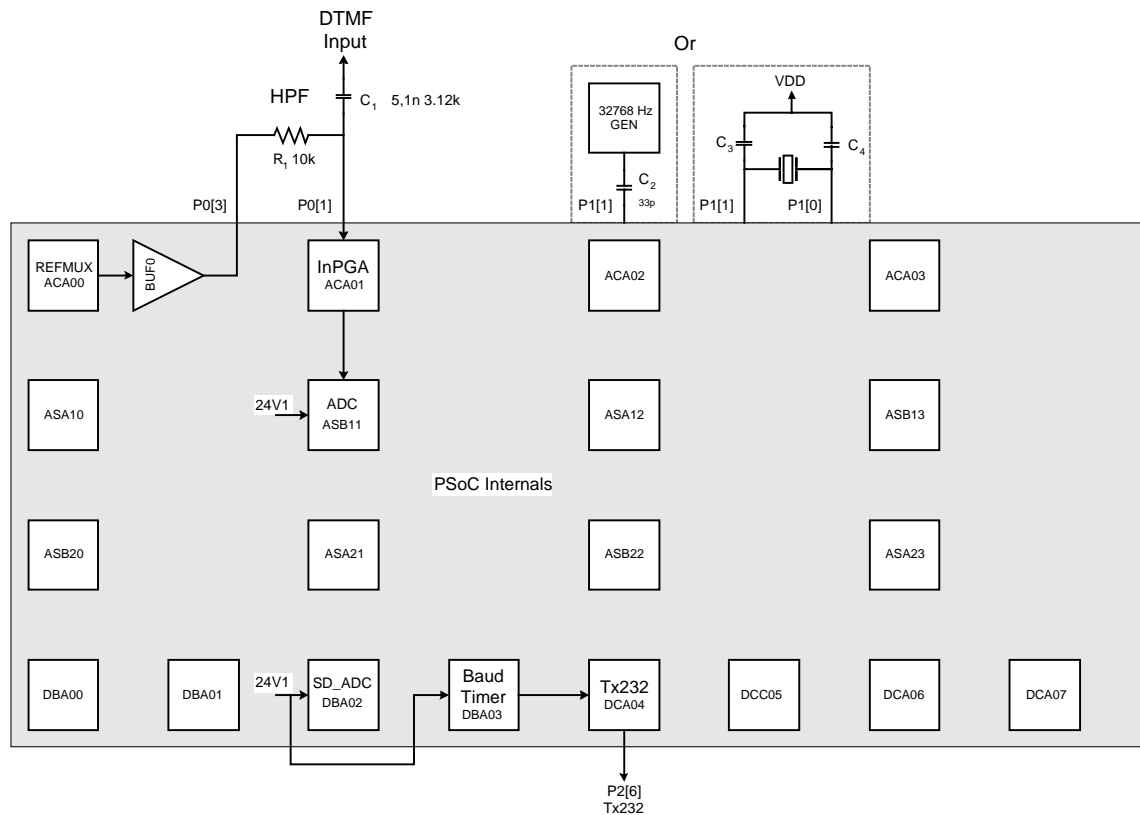 DTMF
Input
Or
HPF
C1 5,1n 3.12k
R1 10k
32768 Hz
GEN
VDD
C2
33p
C3
C4
P0[3]
P0[1]
P1[1]
P1[1]
P1[0]
REFMUX
ACA00
BUF0
InPGA
ACA01
ACA02
ACA03
ASA10
24V1
ADC
ASB11
ASA12
ASB13
PSoC Internals
ASB20
ASA21
ASB22
ASA23
DBA00
DBA01
24V1
SD_ADC
DBA02
Baud
Timer
DBA03
Tx232
DCA04
DCC05
DCA06
DCA07
P2[6]
Tx232